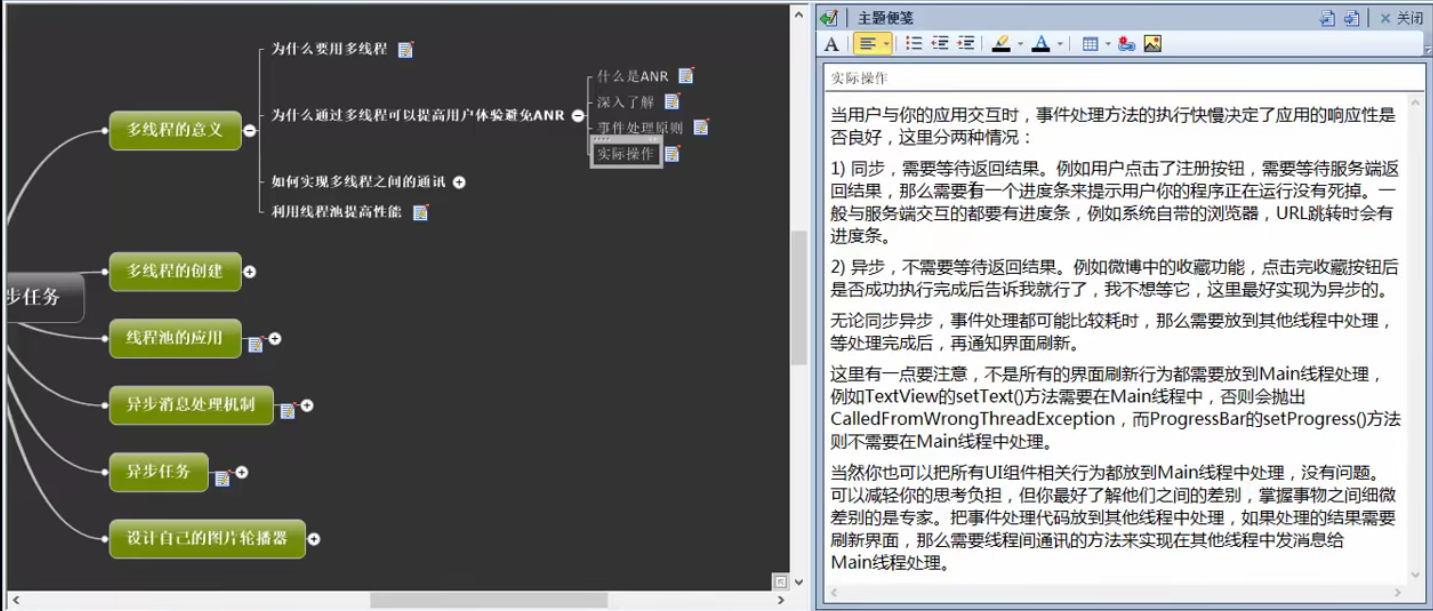 为什么要用多线程
为什么通过多线程可以提高用户体验避免ANR
什么是ANR
深入了解
事件处理原则
实际操作
多线程的意义
如何实现多线程之间的通讯
利用线程池提高性能
多线程的创建
步任务
线程池的应用
异步消息处理机制
异步任务
设计自己的图片轮播器
主题便笺
关闭
实际操作
当用户与你的应用交互时，事件处理方法的执行快慢决定了应用的响应性是
否良好，这里分两种情况：
1) 同步，需要等待返回结果。例如用户点击了注册按钮，需要等待服务端返
回结果，那么需要有一个进度条来提示用户你的程序正在运行没有死掉。一
般与服务端交互的都要有进度条，例如系统自带的浏览器，URL跳转时会有
进度条。
2) 异步，不需要等待返回结果。例如微博中的收藏功能，点击完收藏按钮后
是否成功执行完成后告诉我就行了，我不想等它，这里最好实现为异步的。
无论同步异步，事件处理都可能比较耗时，那么需要放到其他线程中处理，
等处理完成后，再通知界面刷新。
这里有一点要注意，不是所有的界面刷新行为都需要放到Main线程处理，
例如TextView的setText()方法需要在Main线程中，否则会抛出
CalledFromWrongThreadException，而ProgressBar的setProgress()方法
则不需要在Main线程中处理。
当然你也可以把所有UI组件相关行为都放到Main线程中处理，没有问题。
可以减轻你的思考负担，但你最好了解他们之间的差别，掌握事物之间细微
差别的是专家。把事件处理代码放到其他线程中处理，如果处理的结果需要
刷新界面，那么需要线程间通讯的方法来实现在其他线程中发消息给
Main线程处理。